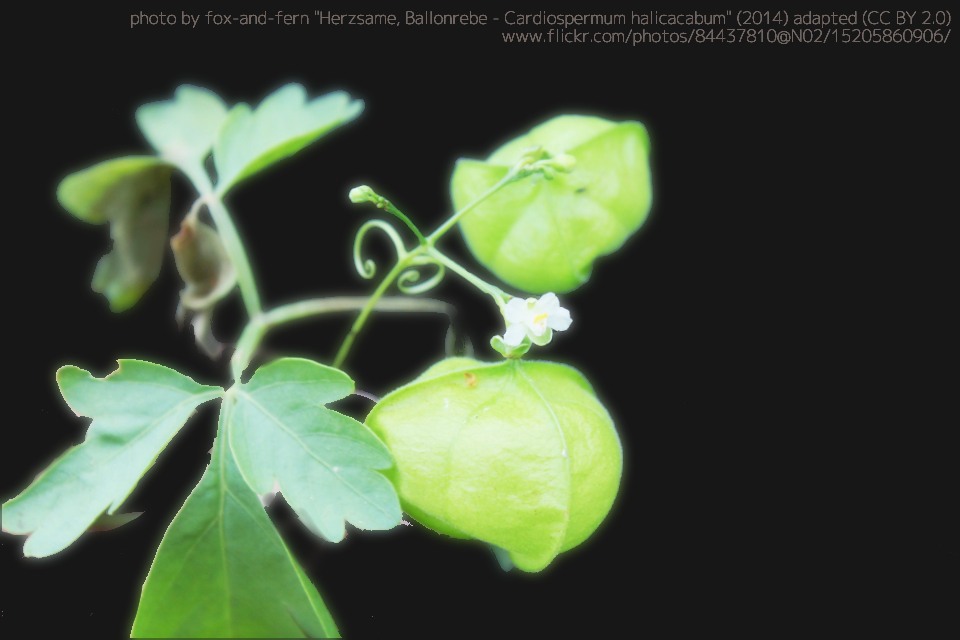 photo by fox-and-fern "Herzsame, Ballonrebe - Cardiospermum halicacabum" (2014) adapted (CC BY 2.0)
www.flickr.com/photos/84437810@N02/15205860906/